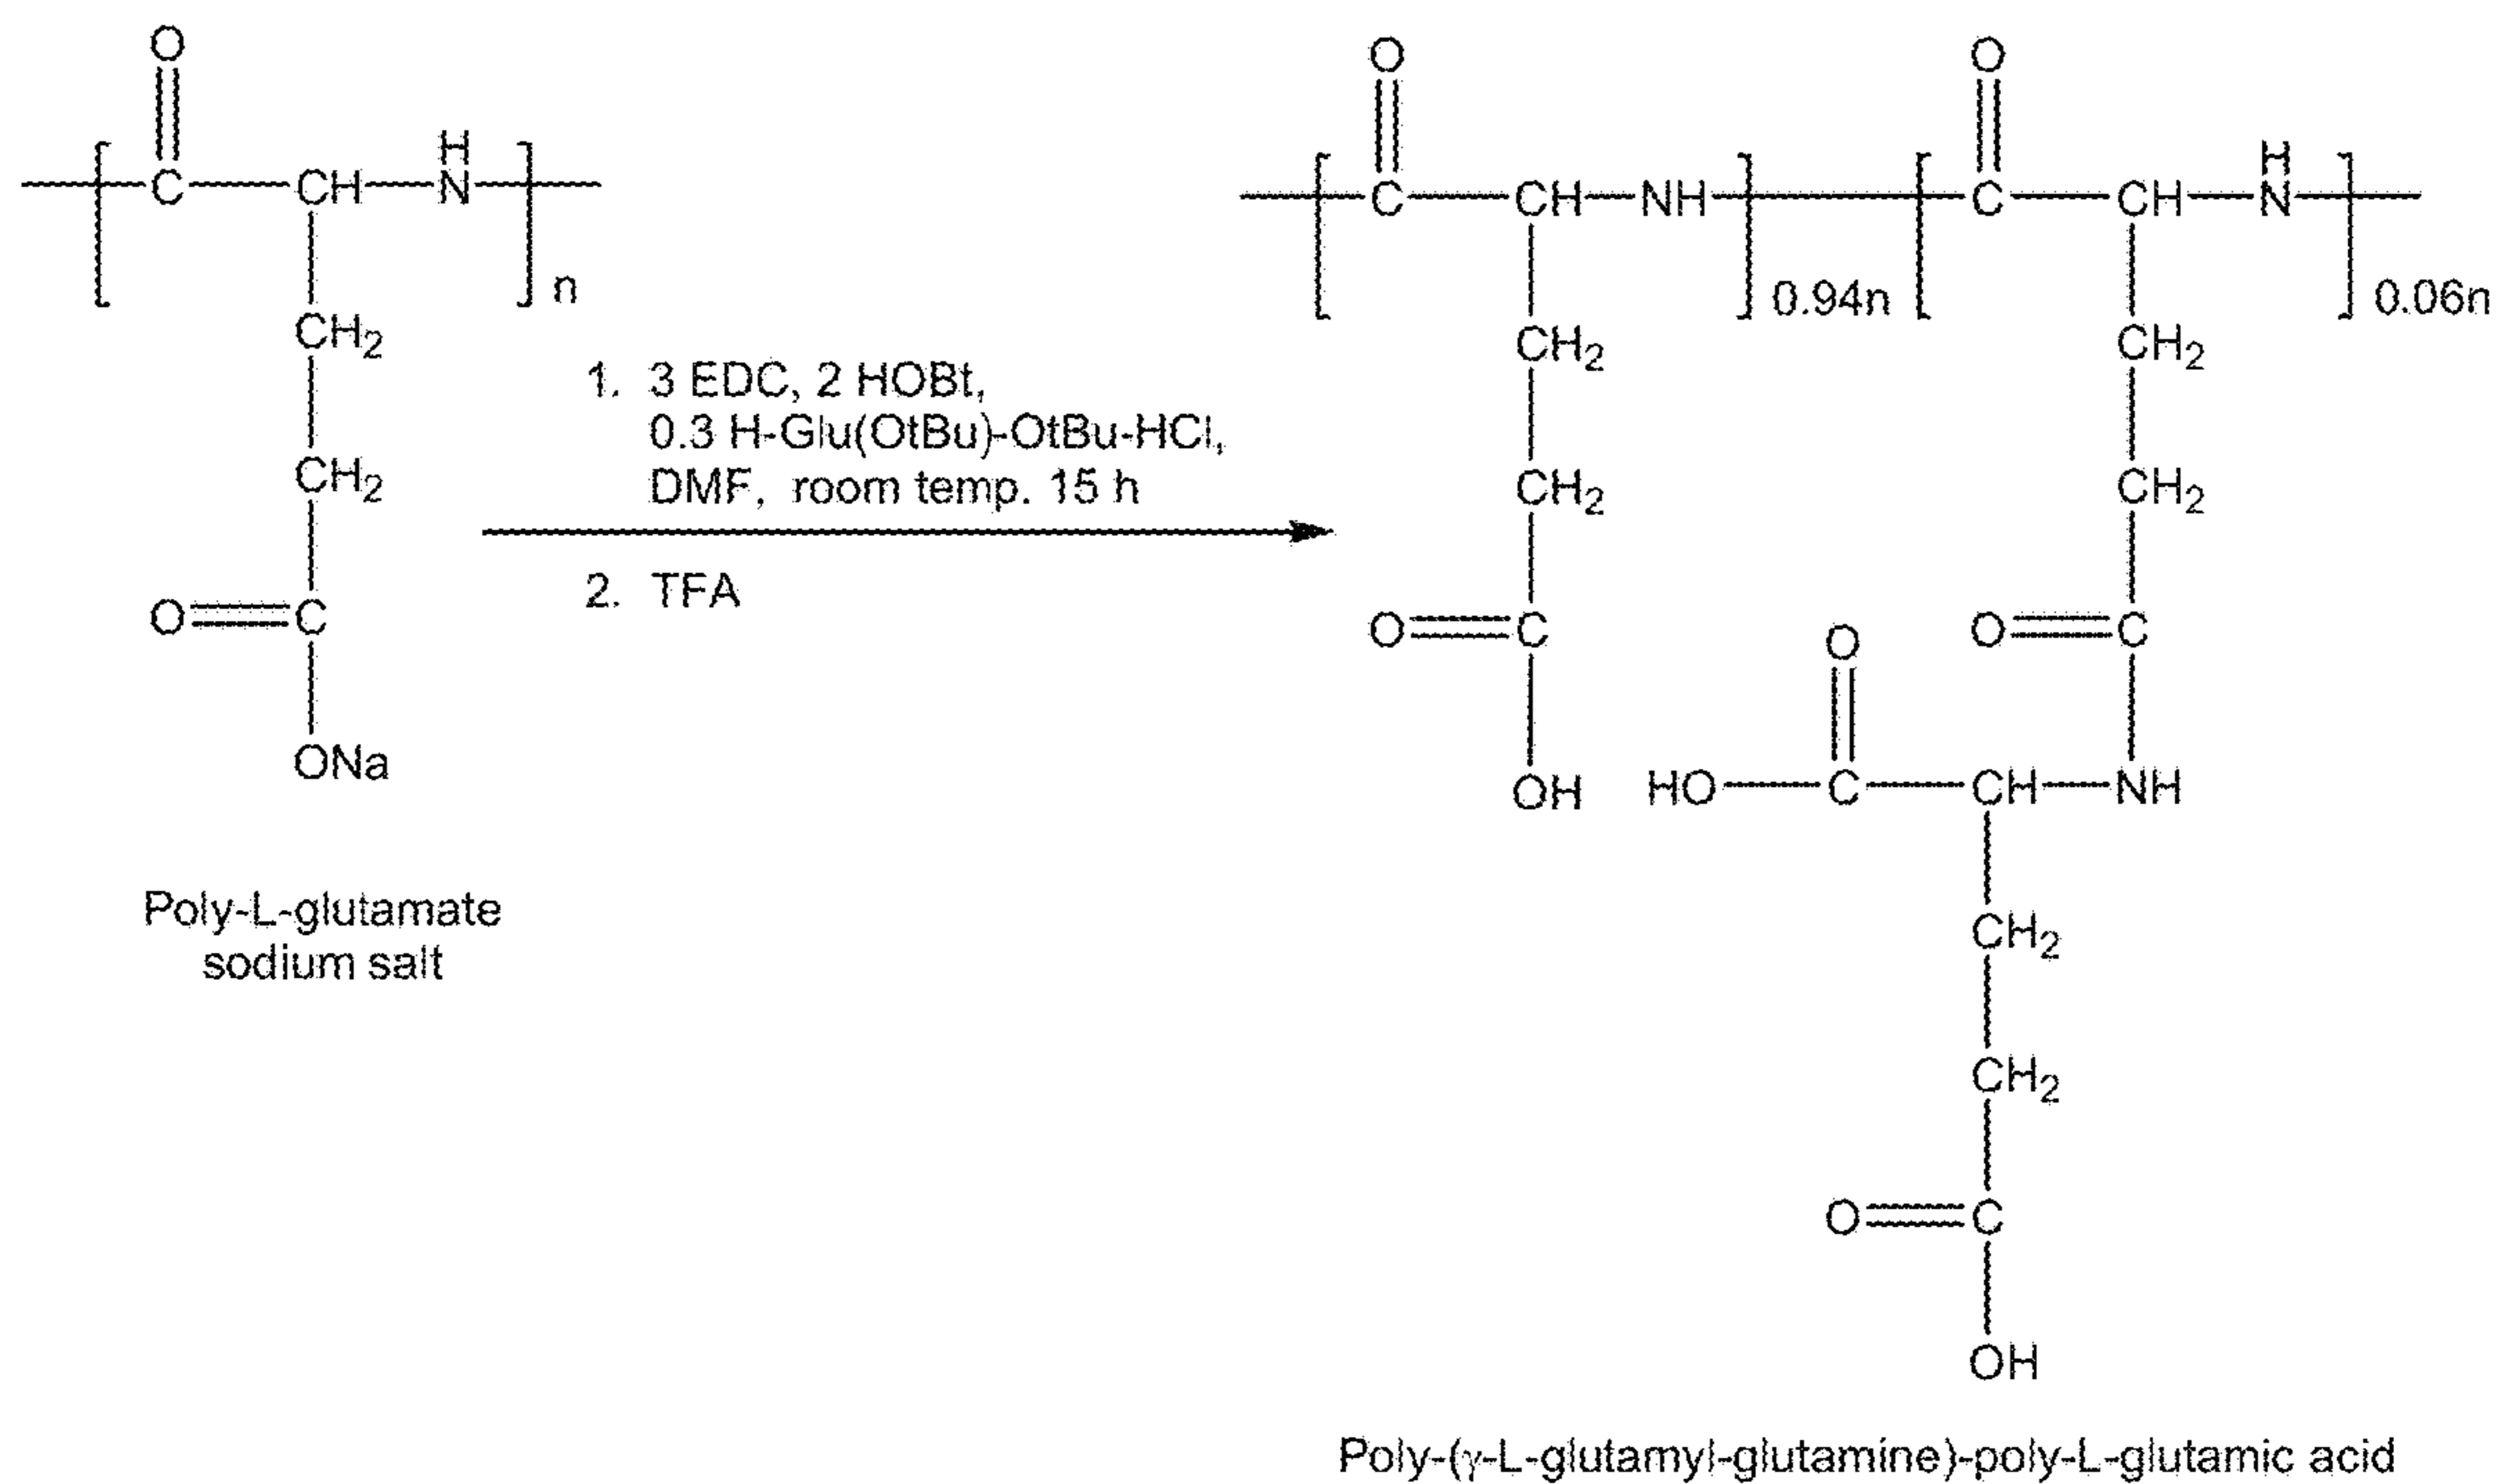 O
O
O
H
H
C
CH
N
C
CH
NH
C
CH
N
n
0.94n
0.06n
CH2
CH2
CH2
1. 3 EDC, 2 HOBt,
0.3 H-Glu(OtBu)-OtBu-HCl,
DMF, room temp. 15 h
CH2
CH2
CH2
2. TFA
O
C
O
C
O
O
C
ONa
OH
HO
C
CH
NH
Poly-L-glutamate
sodium salt
CH2
CH2
O
C
OH
Poly-(γ-L-glutamyl-glutamine)-poly-L-glutamic acid